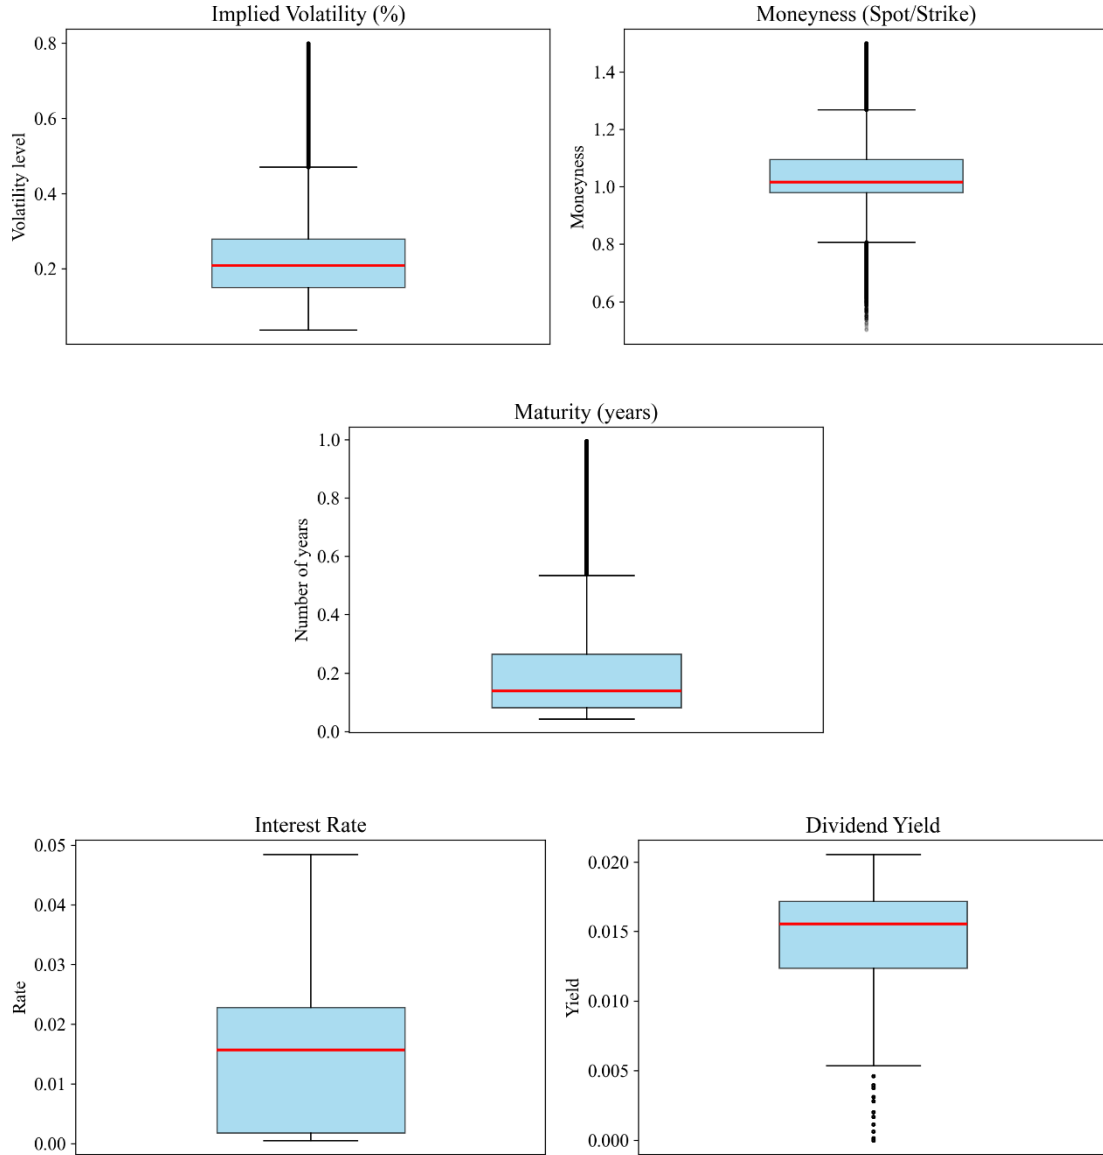 Implied Volatility (%)
Volatility level
0.8
0.6
0.4
0.2
Moneyness (Spot/Strike)
Moneyness
1.4
1.2
1.0
0.8
0.6
Maturity (years)
Number of years
1.0
0.8
0.6
0.4
0.2
0.0
Interest Rate
Rate
0.05
0.04
0.03
0.02
0.01
0.00
Dividend Yield
Yield
0.020
0.015
0.010
0.005
0.000